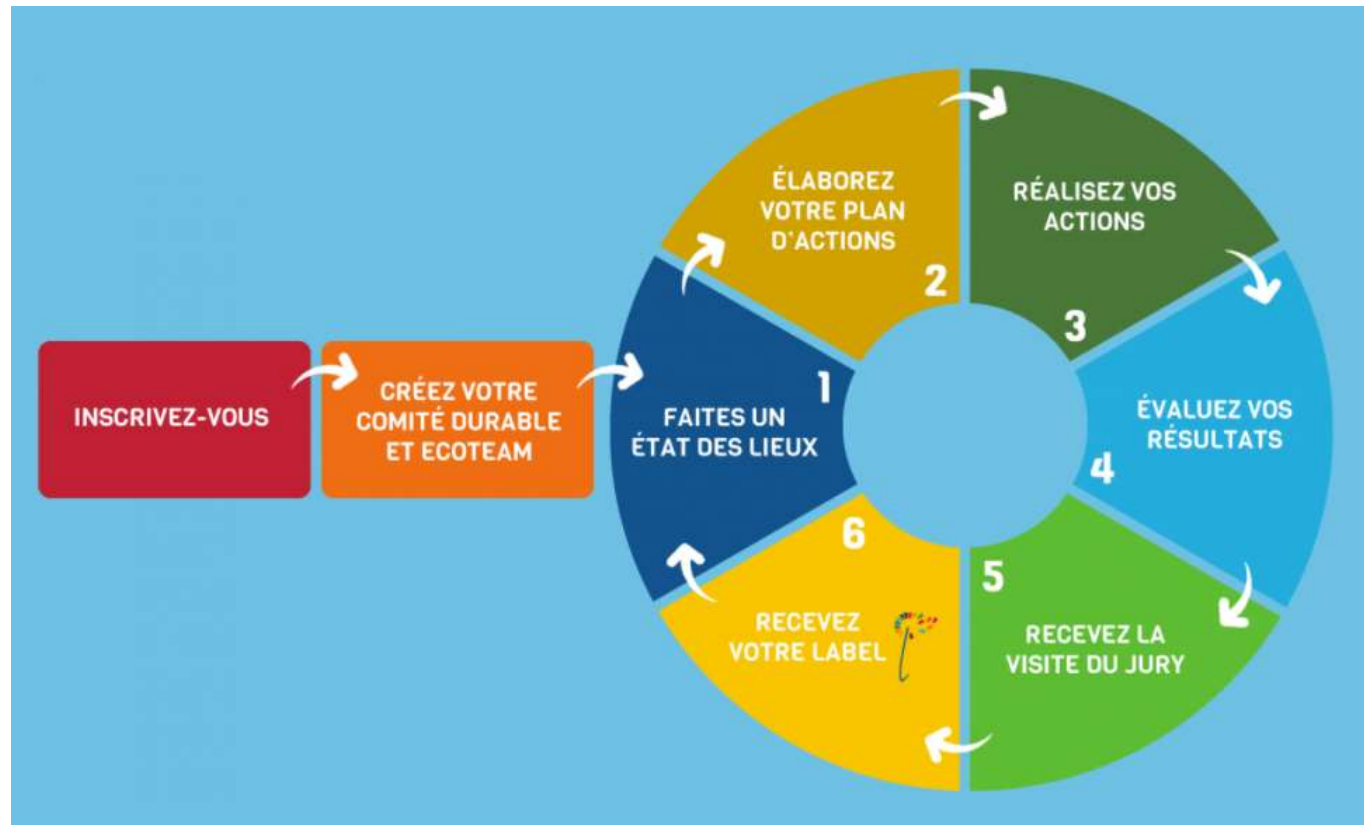 INSCRIVEZ-VOUS
CRÉEZ VOTRE
COMITÉ DURABLE
ET ECOTEAM
1
FAITES UN
ÉTAT DES LIEUX
ÉLABOREZ
VOTRE PLAN
D'ACTIONS
2
RÉALISEZ VOS
ACTIONS
3
ÉVALUEZ VOS
RÉSULTATS
4
5
RECEVEZ LA
VISITE DU JURY
6
RECEVEZ
VOTRE LABEL